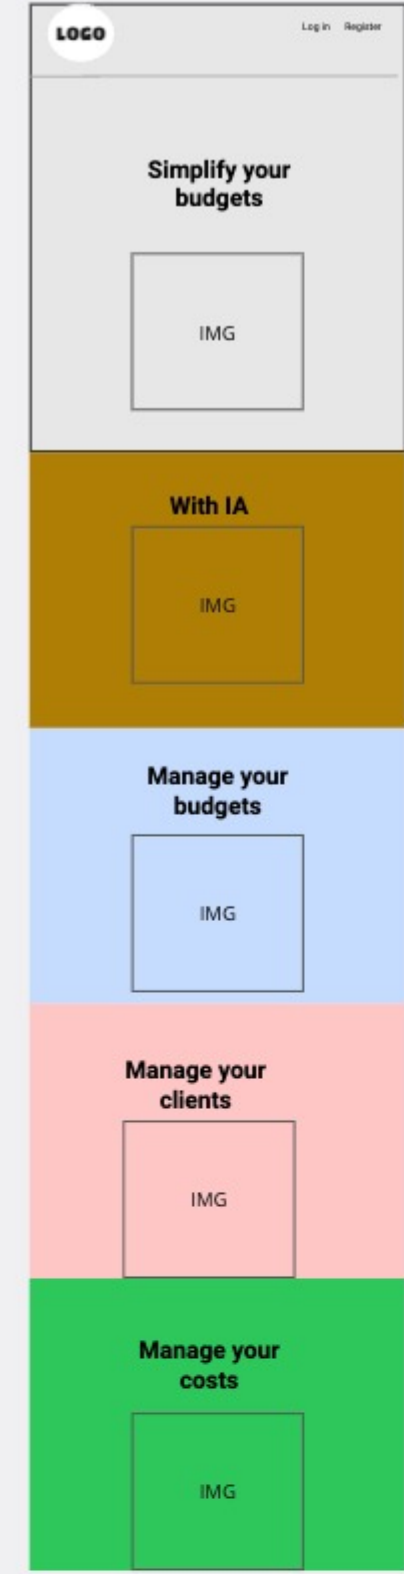 LOGO
Log in Register
Simplify your
budgets
IMG
With IA
IMG
Manage your
budgets
IMG
Manage your
clients
IMG
Manage your
costs
IMG